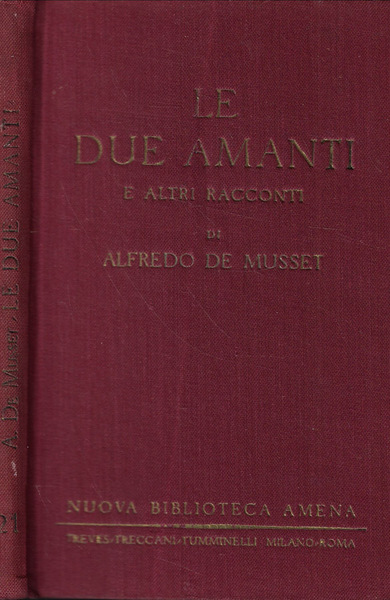 LE
DUE AMANTI
E ALTRI RACCONTI
DI
ALFREDO DE MUSSET
NUOVA BIBLIOTECA AMENA
TREVES-TRECCANI-TUMMINELLI MILANO-ROMA
A. DE MUSSET - LE DUE AMANTI